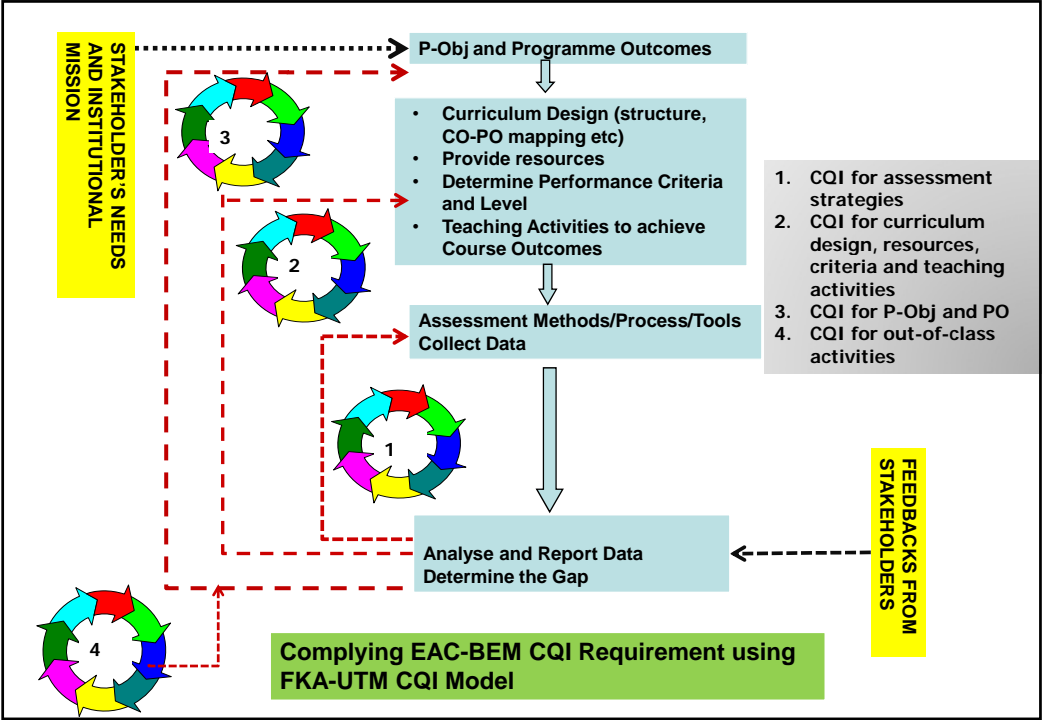 STAKEHOLDER'S NEEDS
AND INSTITUTIONAL
MISSION
P-Obj and Programme Outcomes
3
• Curriculum Design (structure,
CO-PO mapping etc)
• Provide resources
• Determine Performance Criteria
and Level
• Teaching Activities to achieve
Course Outcomes
2
1. CQI for assessment
strategies
2. CQI for curriculum
design, resources,
criteria and teaching
activities
3. CQI for P-Obj and PO
4. CQI for out-of-class
activities
Assessment Methods/Process/Tools
Collect Data
1
FEEDBACKS FROM
STAKEHOLDERS
Analyse and Report Data
Determine the Gap
4
Complying EAC-BEM CQI Requirement using
FKA-UTM CQI Model